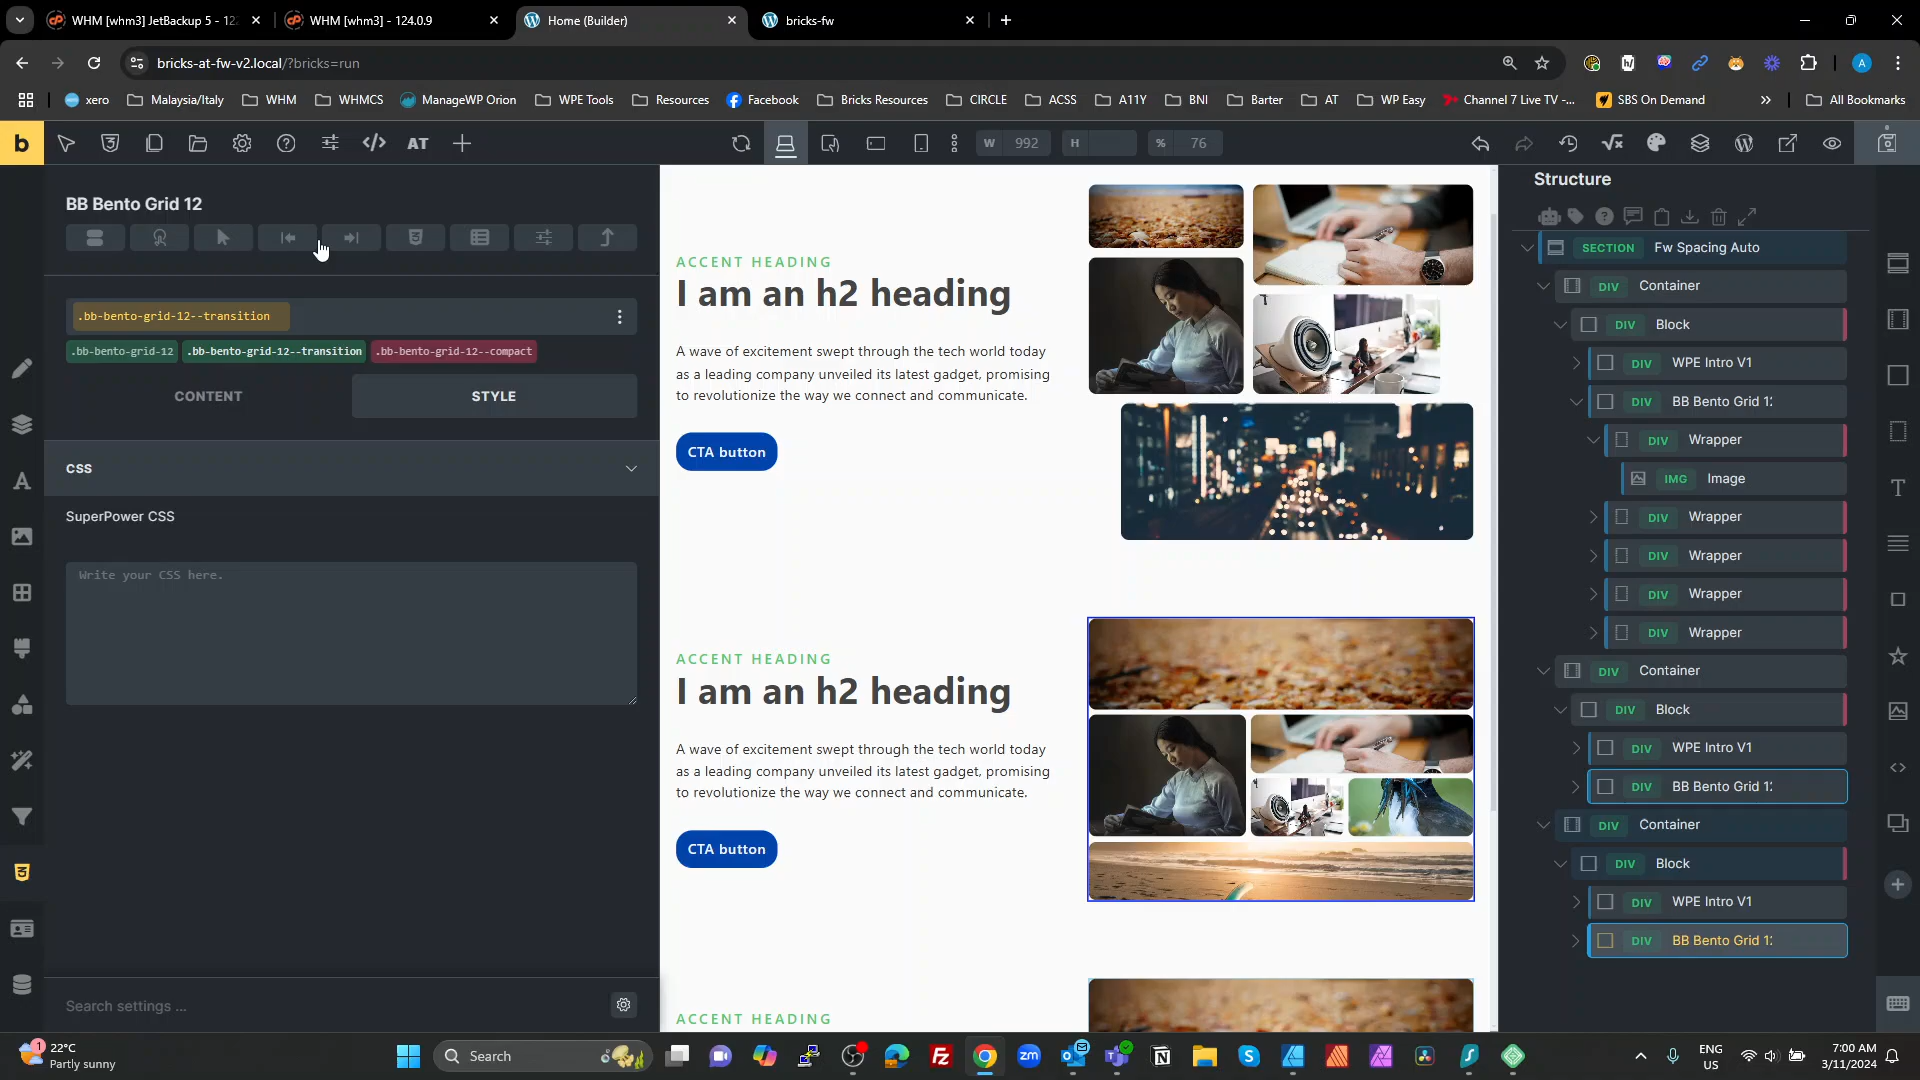 WHM [whm3] JetBackup 5 - 12
WHM [whm3] - 124.0.9
Home (Builder)
bricks-fw
bricks-at-fw-v2.local/?bricks=run
xero
Malaysia/Italy
WHM
WHMCS
ManageWP Orion
WPE Tools
Resources
Facebook
Bricks Resources
CIRCLE
ACSS
A11Y
BNI
Barter
AT
WP Easy
Channel 7 Live TV -...
SBS On Demand
All Bookmarks
b
AT
W 992
H
% 76
BB Bento Grid 12
.bb-bento-grid-12--transition
.bb-bento-grid-12 .bb-bento-grid-12--transition .bb-bento-grid-12--compact
CONTENT
STYLE
CSS
SuperPower CSS
Write your CSS here.
Search settings ...
ACCENT HEADING
I am an h2 heading
A wave of excitement swept through the tech world today
as a leading company unveiled its latest gadget, promising
to revolutionize the way we connect and communicate.
CTA button
ACCENT HEADING
I am an h2 heading
A wave of excitement swept through the tech world today
as a leading company unveiled its latest gadget, promising
to revolutionize the way we connect and communicate.
CTA button
ACCENT HEADING
Structure
SECTION Fw Spacing Auto
DIV Container
DIV Block
DIV WPE Intro V1
DIV BB Bento Grid 12
DIV Wrapper
IMG Image
DIV Wrapper
DIV Wrapper
DIV Wrapper
DIV Wrapper
DIV Container
DIV Block
DIV WPE Intro V1
DIV BB Bento Grid 12
DIV Container
DIV Block
DIV WPE Intro V1
DIV BB Bento Grid 12
1
22°C
Partly sunny
Search
ENG
US
7:00 AM
3/11/2024